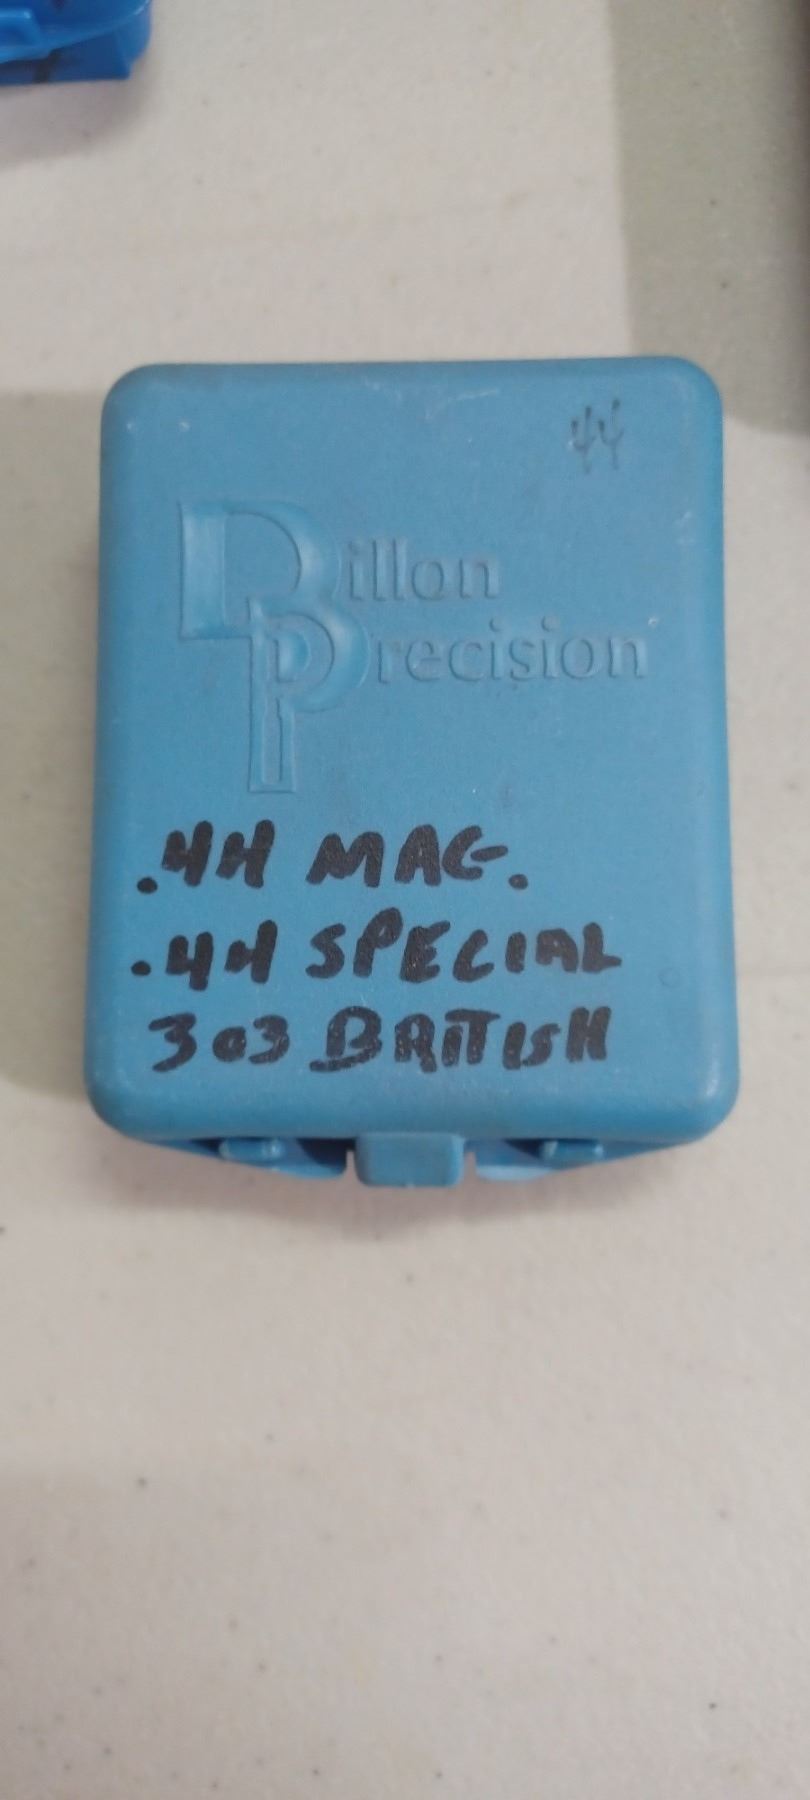 44
Dillon
Precision
.44 MAG.
.44 SPECIAL
303 BRITISH